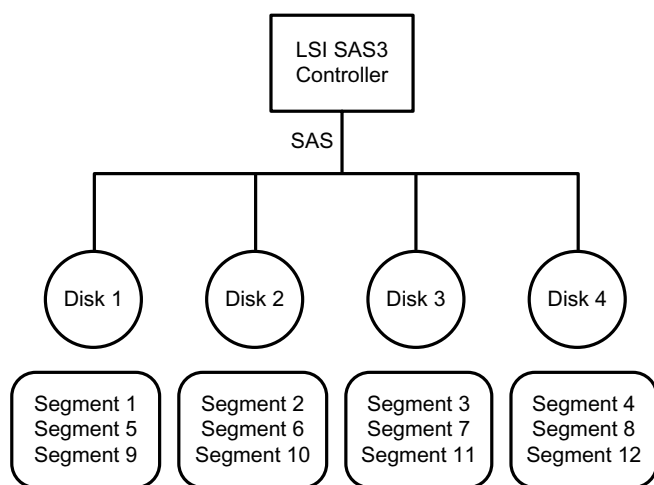 LSI SAS3
Controller
SAS
Disk 1
Disk 2
Disk 3
Disk 4
Segment 1
Segment 5
Segment 9
Segment 2
Segment 6
Segment 10
Segment 3
Segment 7
Segment 11
Segment 4
Segment 8
Segment 12